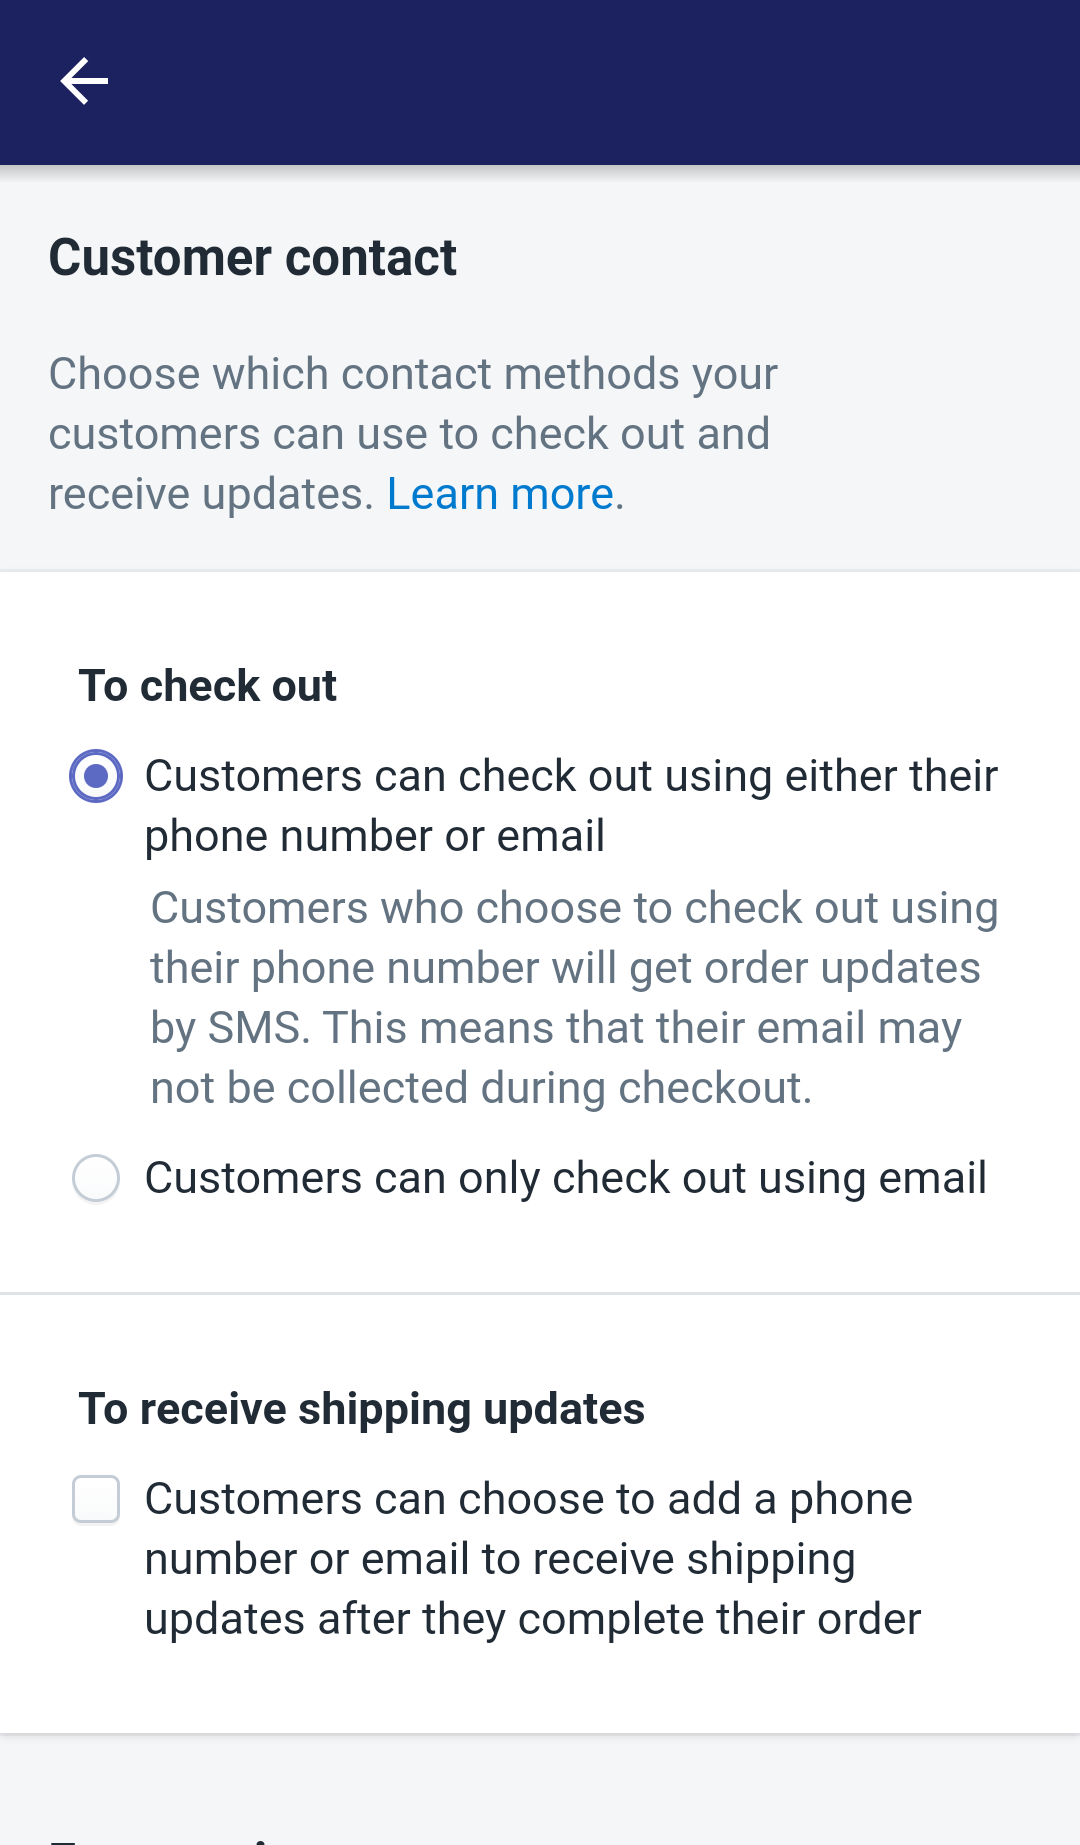 Customer contact
Choose which contact methods your
customers can use to check out and
receive updates. Learn more.
To check out
Customers can check out using either their
phone number or email
Customers who choose to check out using
their phone number will get order updates
by SMS. This means that their email may
not be collected during checkout.
Customers can only check out using email
To receive shipping updates
Customers can choose to add a phone
number or email to receive shipping
updates after they complete their order